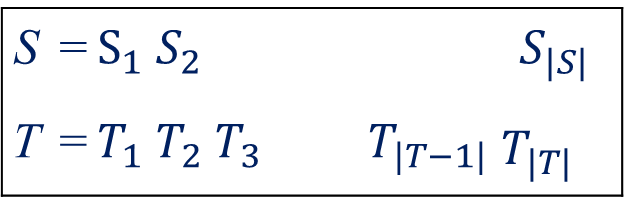 S = S₁ S₂ S|S|
T = T₁ T₂ T₃ T|T−1| T|T|